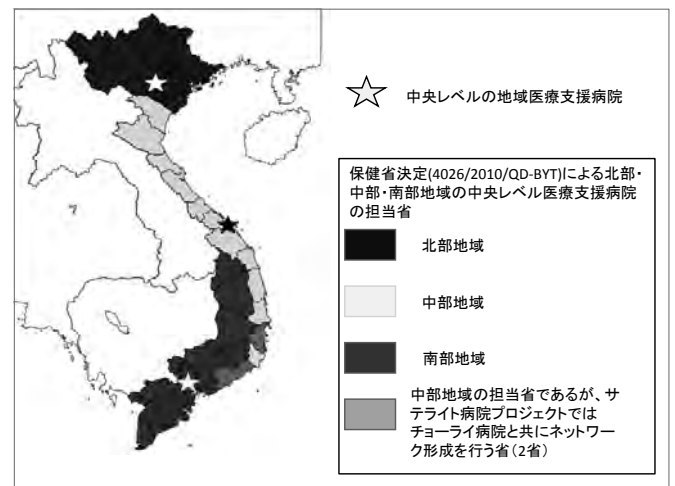 中央レベルの地域医療支援病院
保健省決定(4026/2010/QD-BYT)による北部・
中部・南部地域の中央レベル医療支援病院
の担当省
北部地域
中部地域
南部地域
中部地域の担当省であるが、サ
テライト病院プロジェクトでは
チョーライ病院と共にネットワー
ク形成を行う省（2省）